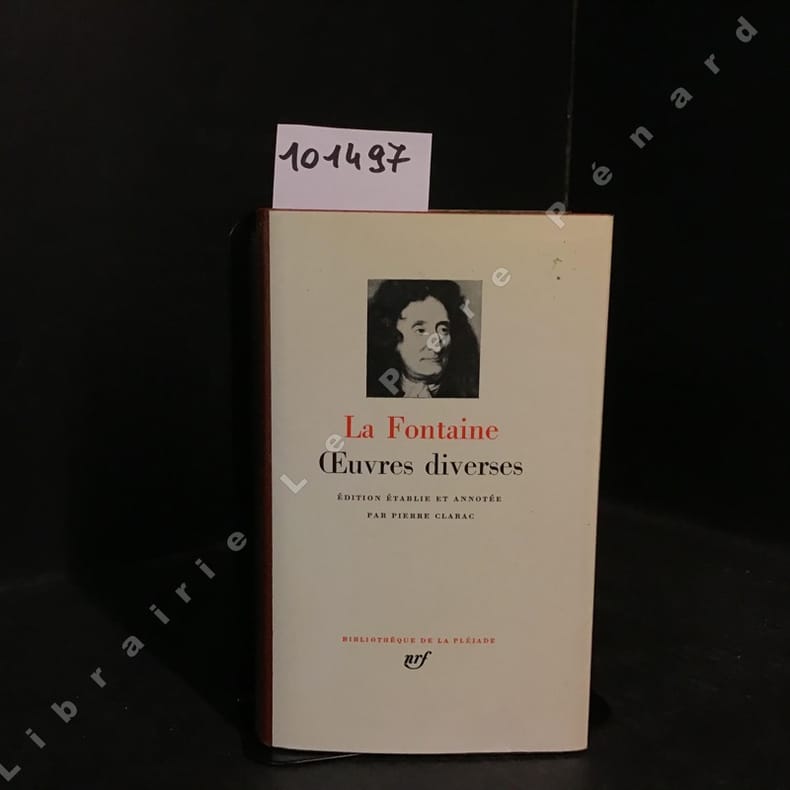 101497
La Fontaine
Œuvres diverses
ÉDITION ÉTABLIE ET ANNOTÉE
PAR PIERRE CLARAC
BIBLIOTHÈQUE DE LA PLÉIADE
nrf
Librairie Le Père Pénard